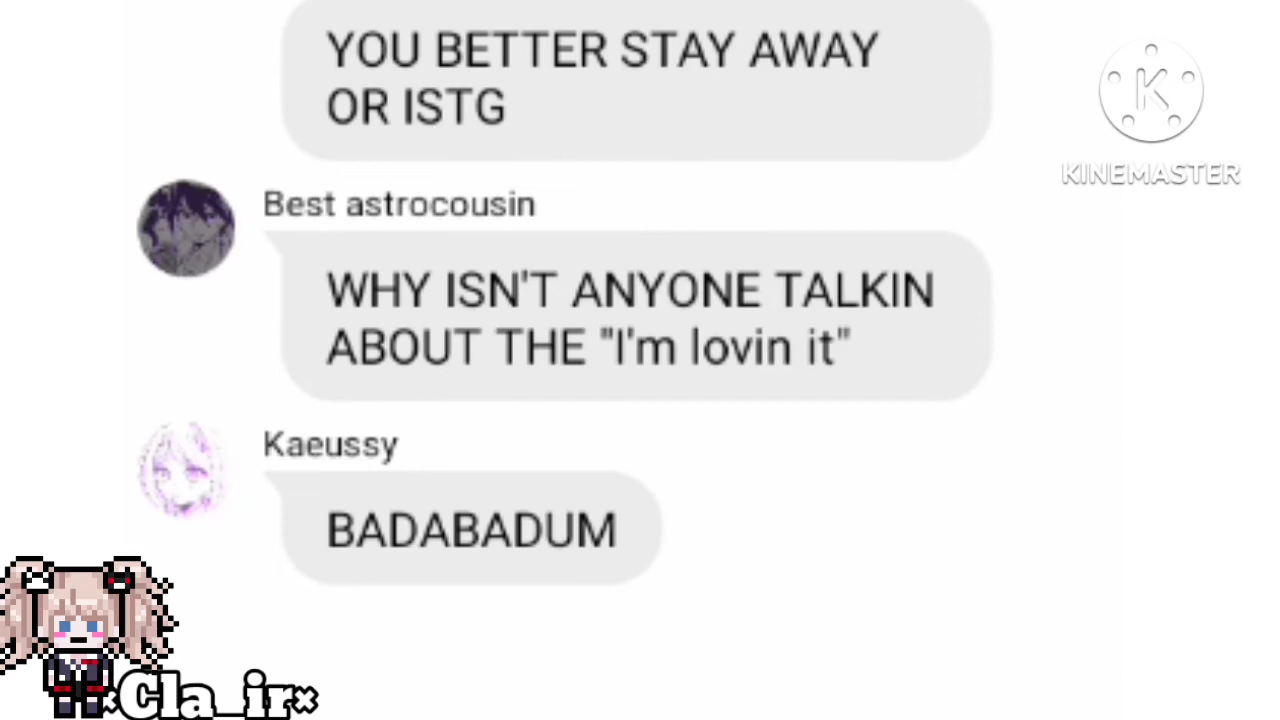 YOU BETTER STAY AWAY
OR ISTG
K
KINEMASTER
Best astrocousin
WHY ISN'T ANYONE TALKIN
ABOUT THE "I'm lovin it"
Kaeussy
BADABADUM
×Cla_ir×